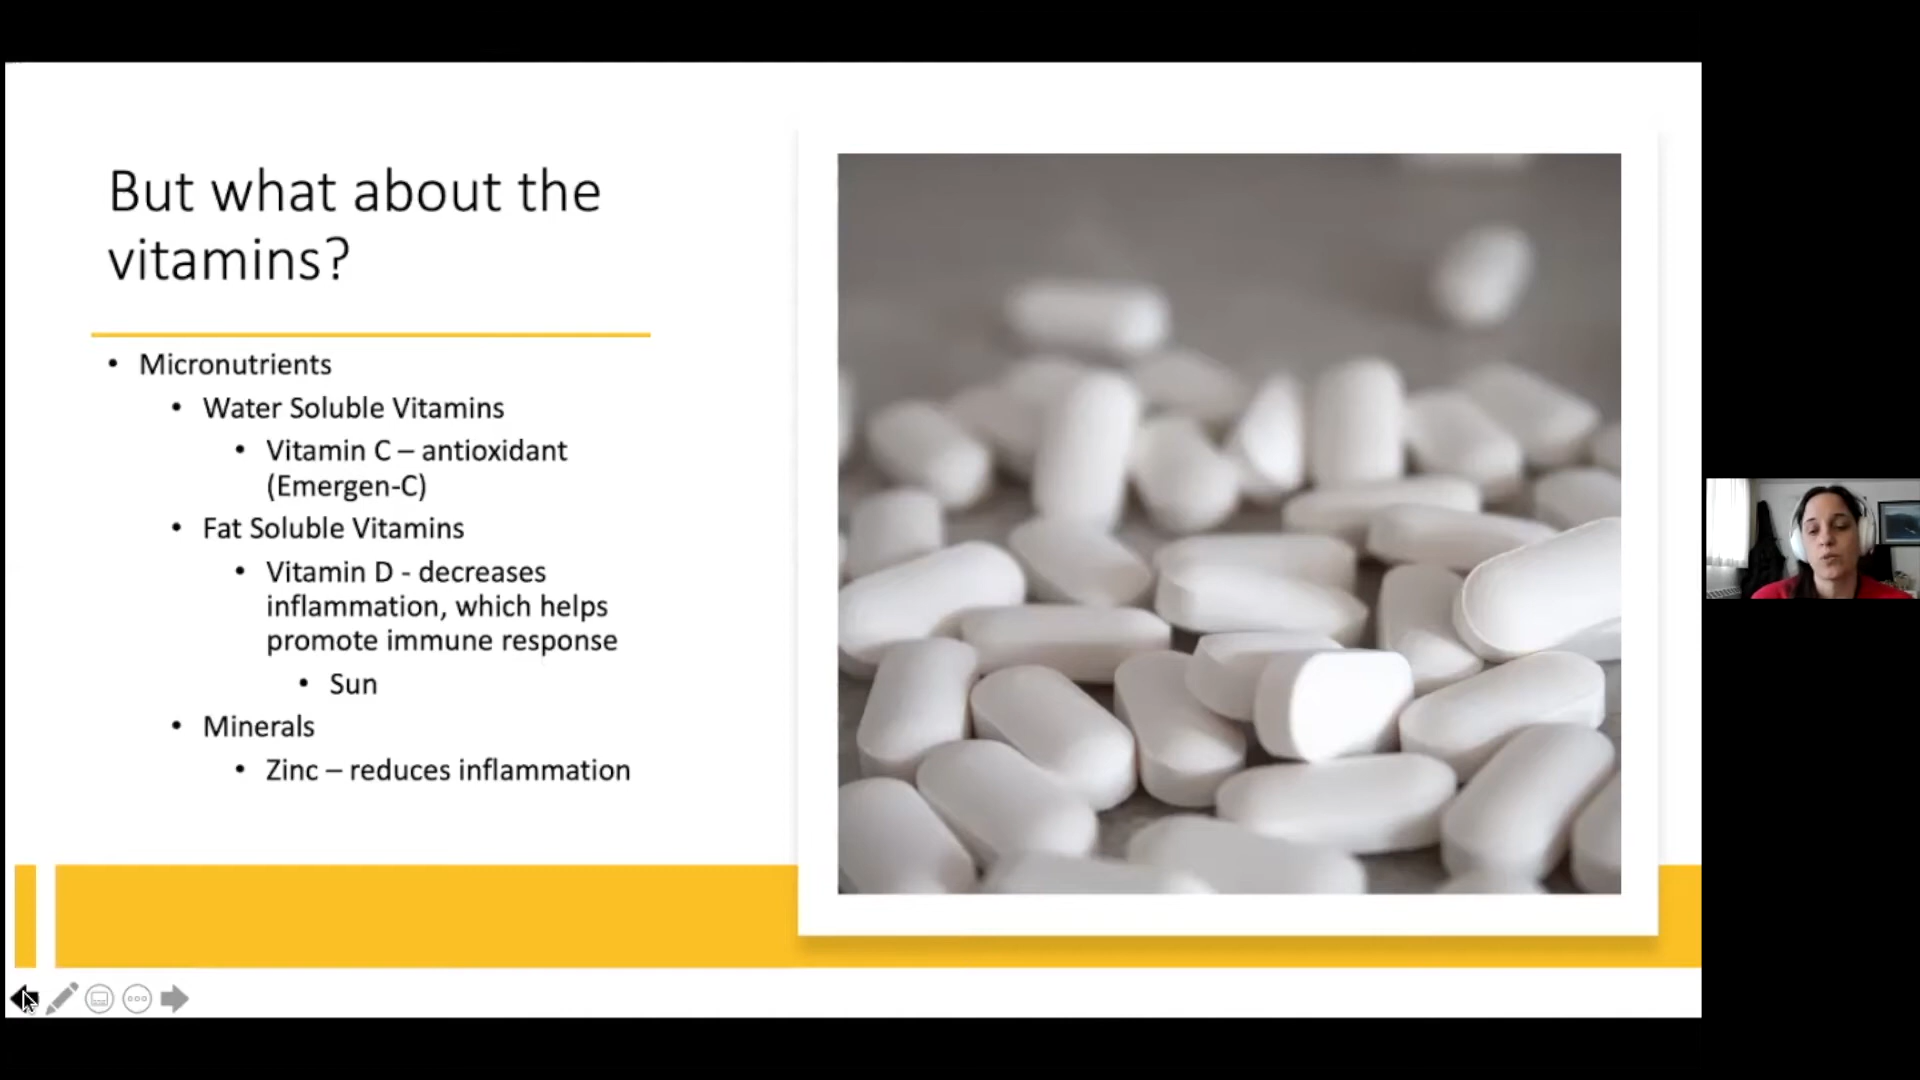 But what about the
vitamins?
• Micronutrients
• Water Soluble Vitamins
• Vitamin C – antioxidant
(Emergen-C)
• Fat Soluble Vitamins
• Vitamin D - decreases
inflammation, which helps
promote immune response
• Sun
• Minerals
• Zinc – reduces inflammation